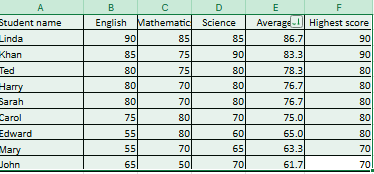 A B C D E F
Student name English Mathematic Science Average Highest score
Linda 90 85 85 86.7 90
Khan 85 75 90 83.3 90
Ted 80 75 80 78.3 80
Harry 80 70 80 76.7 80
Sarah 80 70 80 76.7 80
Carol 75 80 70 75.0 80
Edward 55 80 60 65.0 80
Mary 55 70 65 63.3 70
John 65 50 70 61.7 70